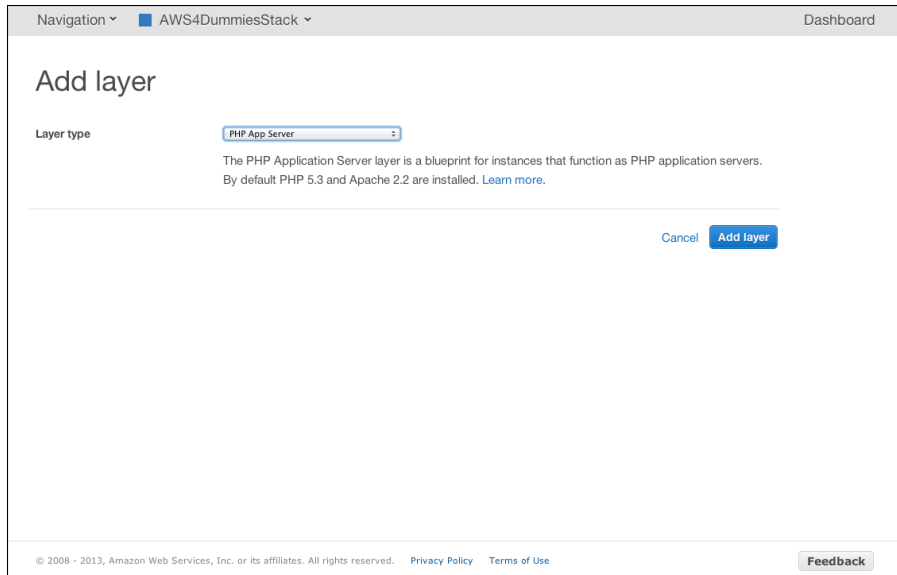 Navigation AWS4DummiesStack Dashboard
Add layer
Layer type PHP App Server
The PHP Application Server layer is a blueprint for instances that function as PHP application servers.
By default PHP 5.3 and Apache 2.2 are installed. Learn more.
Cancel Add layer
© 2008 - 2013, Amazon Web Services, Inc. or its affiliates. All rights reserved. Privacy Policy Terms of Use Feedback